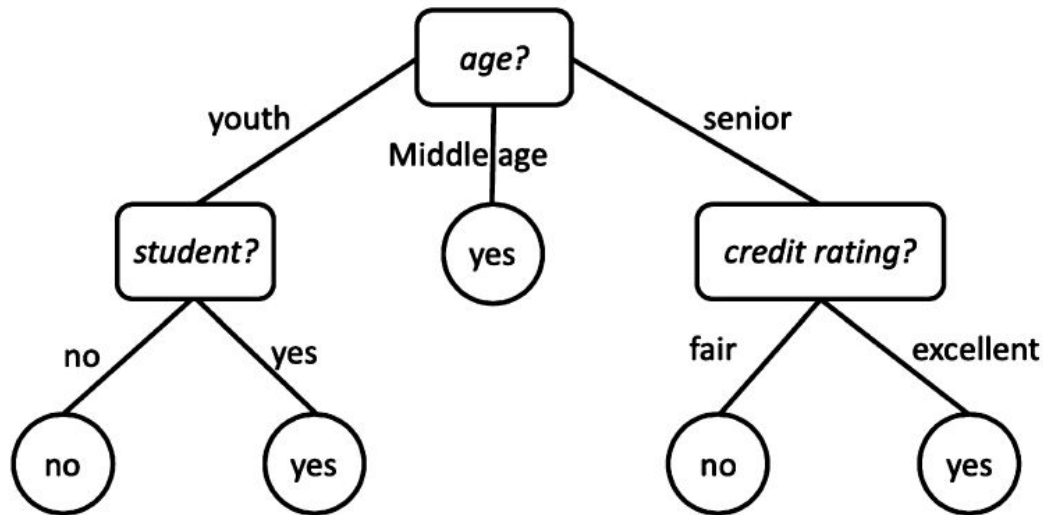 age?
youth
senior
Middle age
student?
yes
credit rating?
no
yes
fair
excellent
no
yes
no
yes